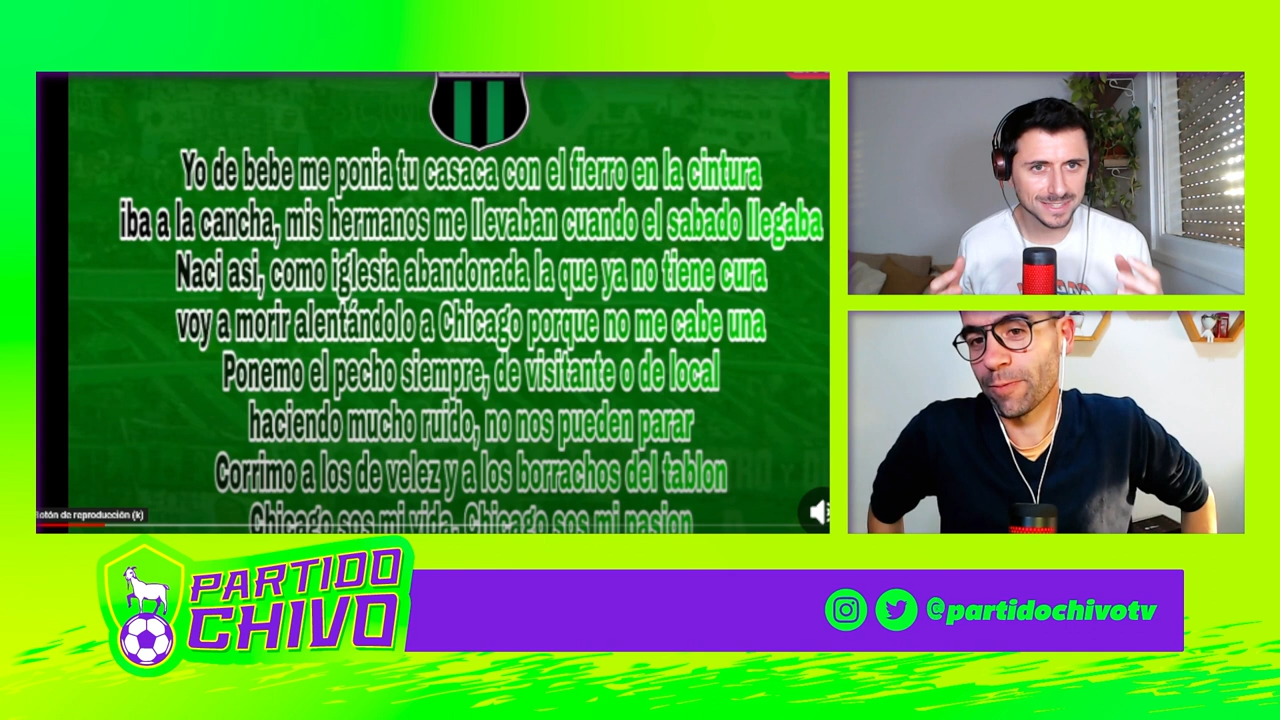 Yo de bebe me ponia tu casaca con el fierro en la cintura
iba a la cancha, mis hermanos me llevaban cuando el sabado llegaba
Naci asi, como iglesia abandonada la que ya no tiene cura
voy a morir alentándolo a Chicago porque no me cabe una
Ponemo el pecho siempre, de visitante o de local
haciendo mucho ruido, no nos pueden parar
Corrimo a los de velez y a los borrachos del tablon
Chicago sos mi vida, Chicago sos mi pasion
otón de reproducción (k)
PARTIDO
CHIVO
@partidochivotv